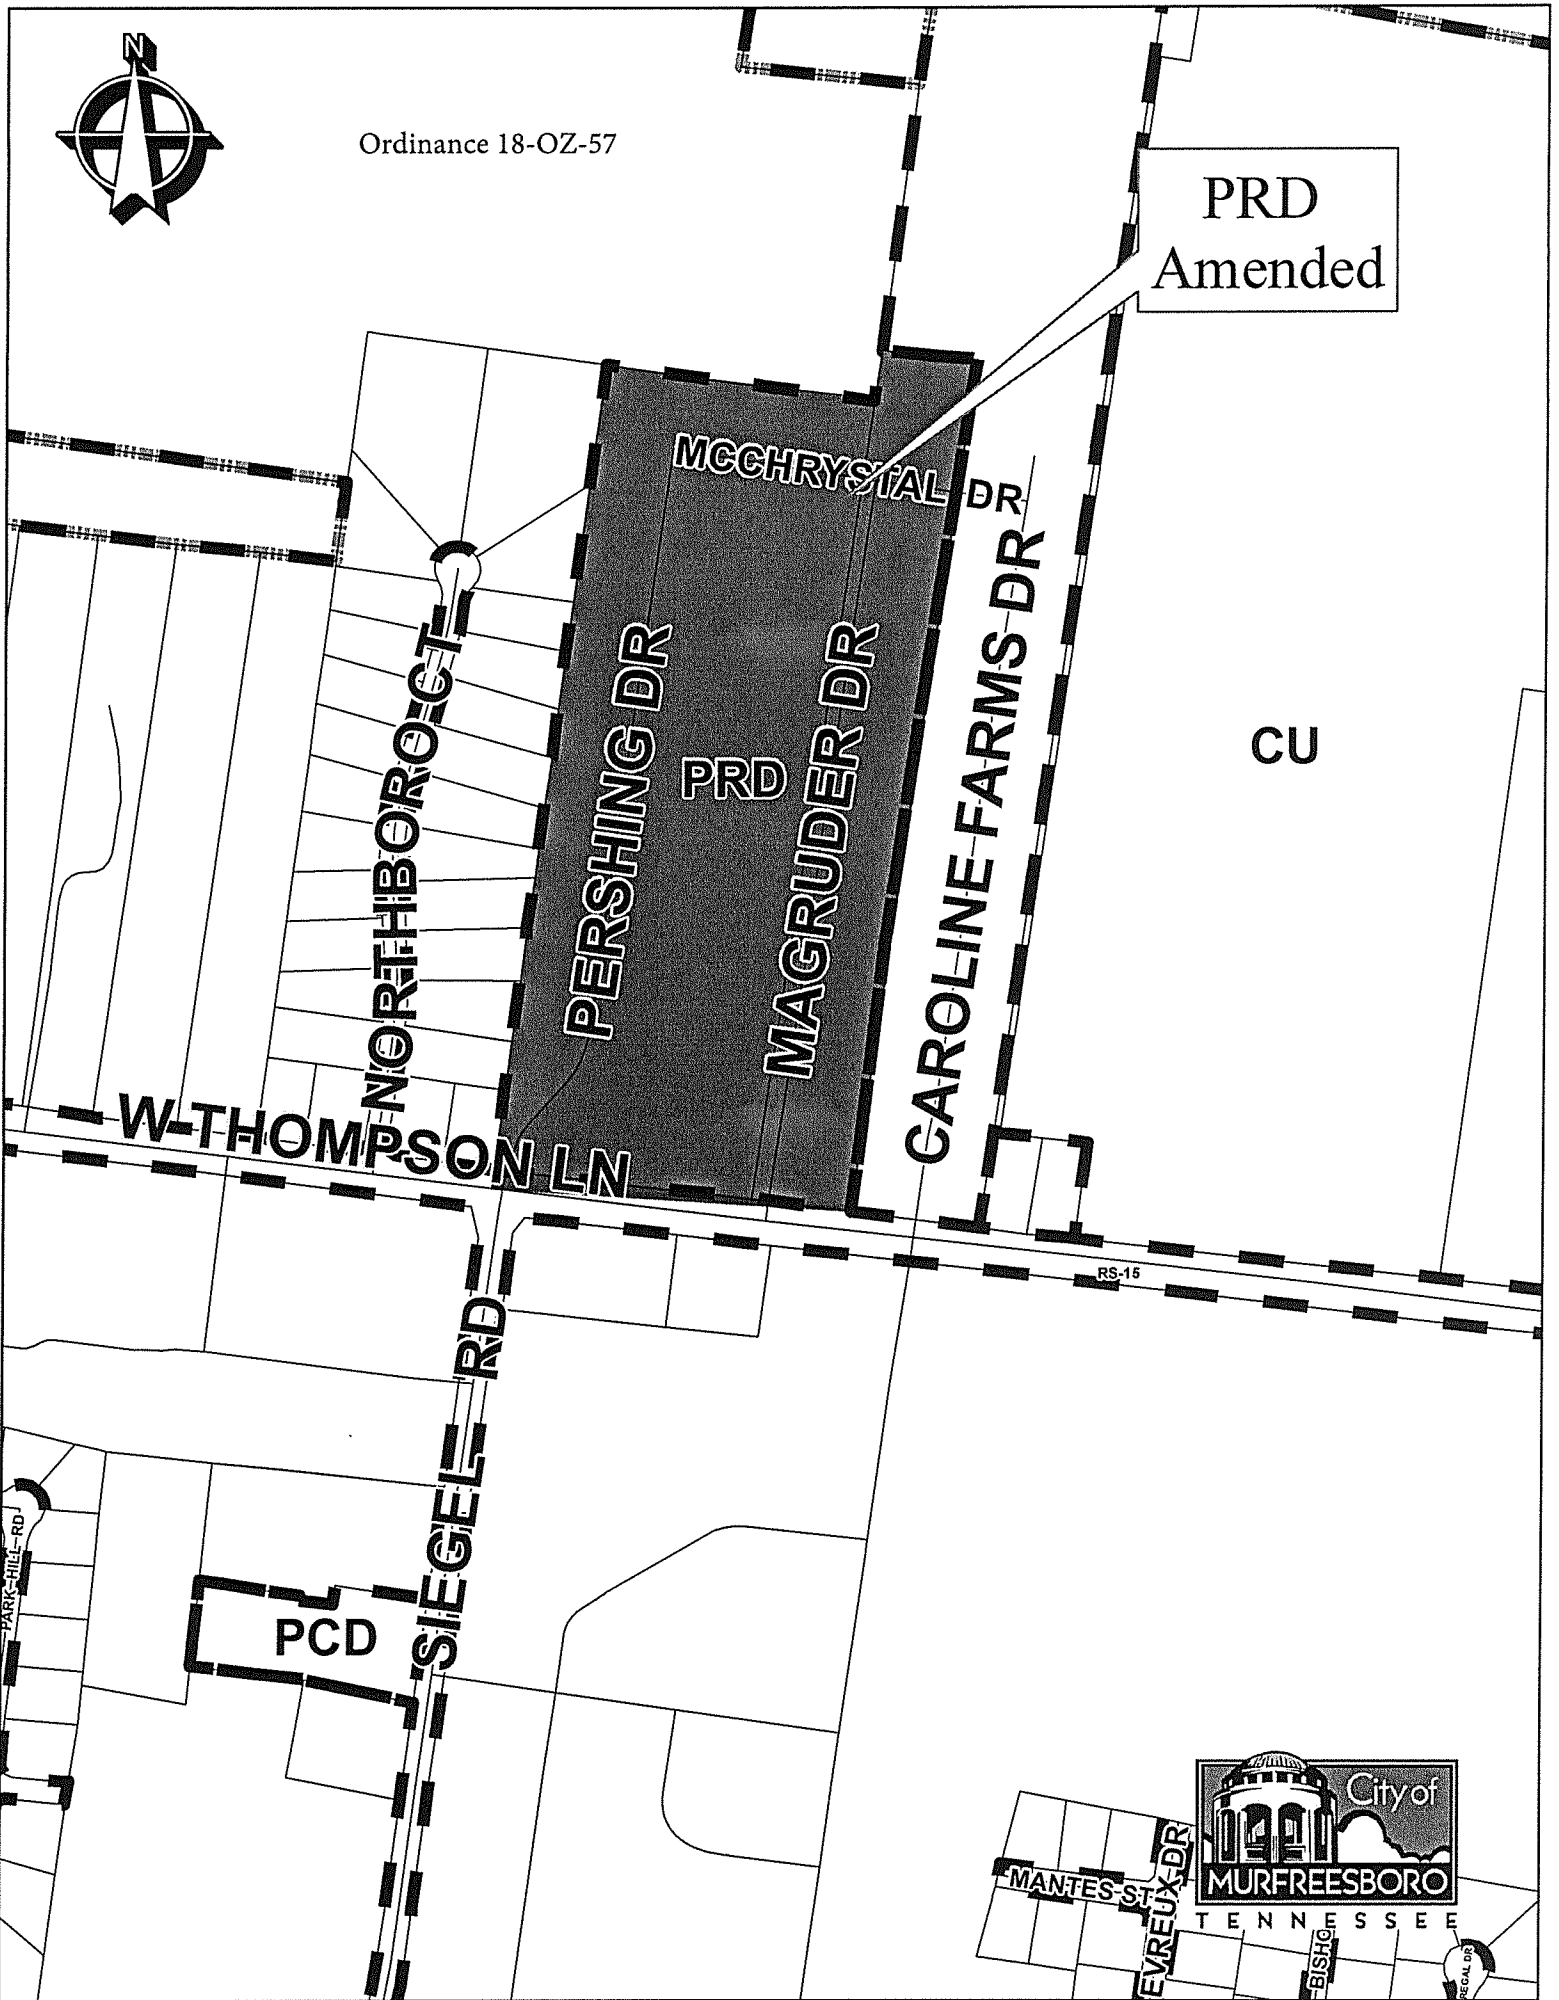 N
Ordinance 18-OZ-57
PRD
Amended
MCCHRYSTAL DR
NORTHBORO CT
PERSHING DR
PRD
MAGRUDER DR
CAROLINE FARMS DR
CU
W THOMPSON LN
RS-15
SIEGEL RD
PARK HILL RD
PCD
MANTES ST
EVREUX DR
BISHO
REGAL DR
City of
MURFREESBORO
TENNESSEE